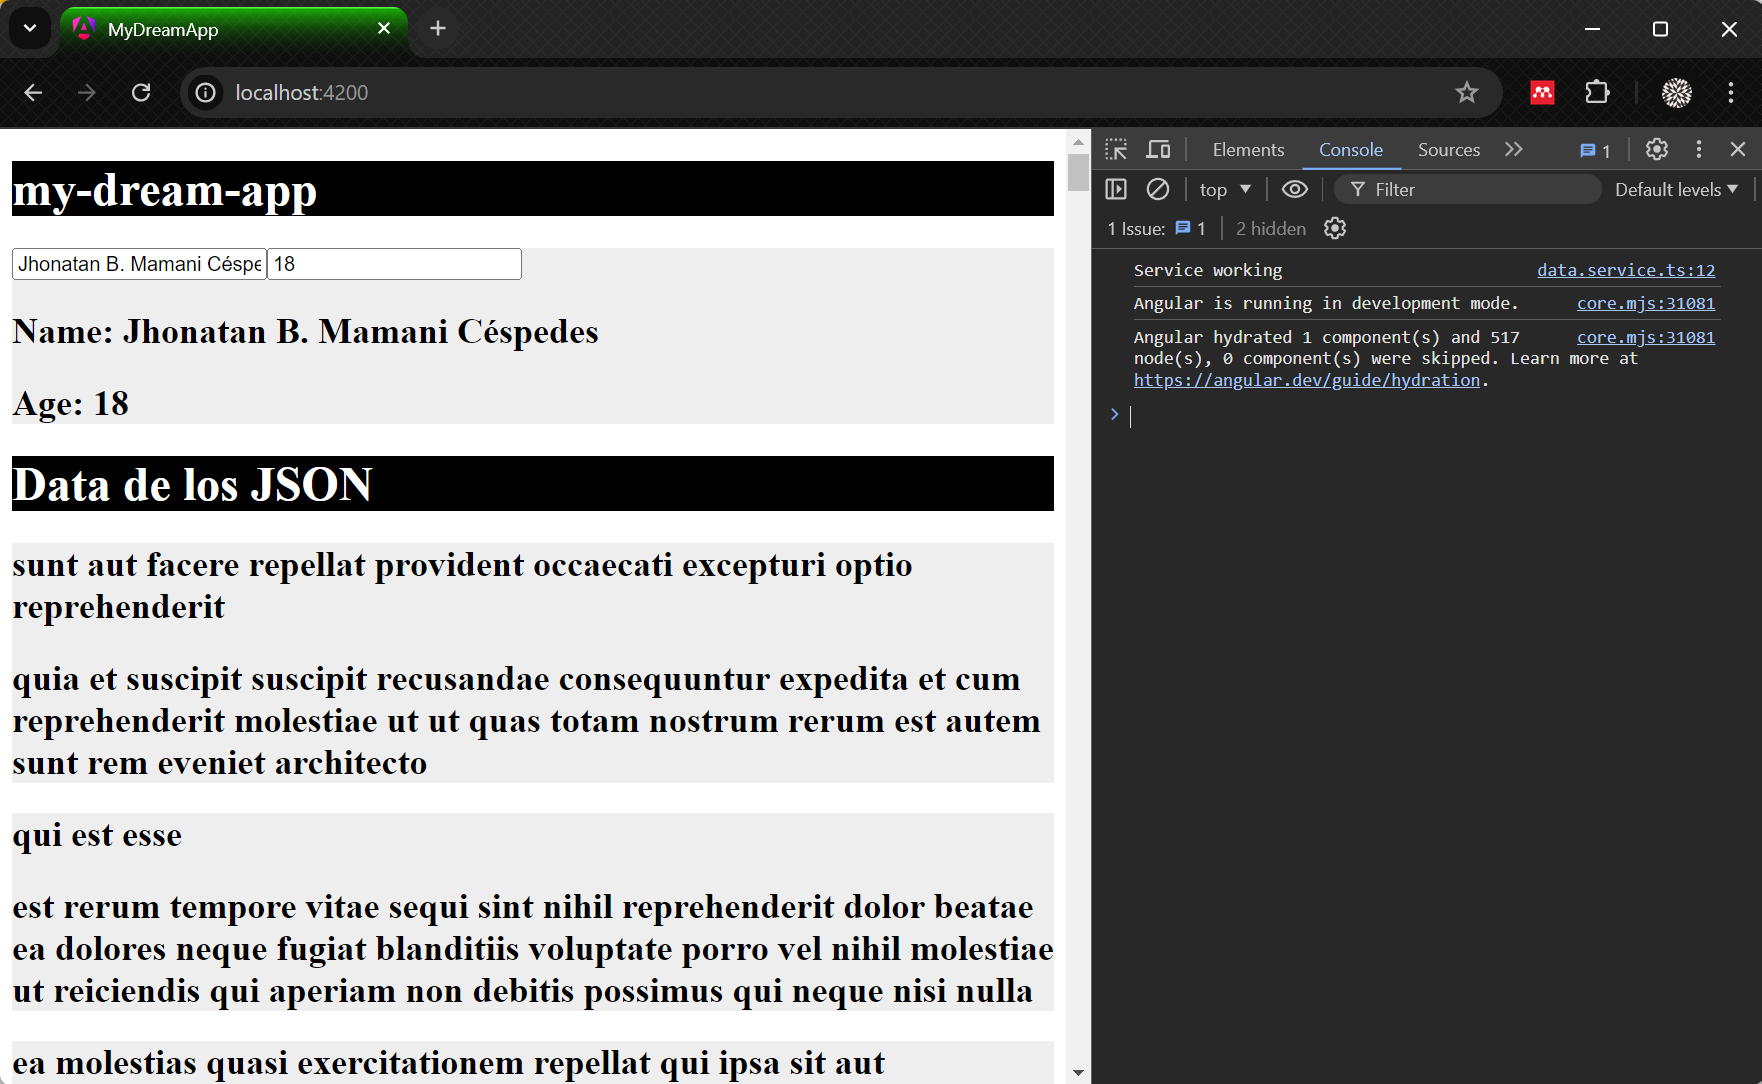 MyDreamApp
localhost:4200
my-dream-app
Jhonatan B. Mamani Céspe 18
Name: Jhonatan B. Mamani Céspedes
Age: 18
Data de los JSON
sunt aut facere repellat provident occaecati excepturi optio
reprehenderit
quia et suscipit suscipit recusandae consequuntur expedita et cum
reprehenderit molestiae ut ut quas totam nostrum rerum est autem
sunt rem eveniet architecto
qui est esse
est rerum tempore vitae sequi sint nihil reprehenderit dolor beatae
ea dolores neque fugiat blanditiis voluptate porro vel nihil molestiae
ut reiciendis qui aperiam non debitis possimus qui neque nisi nulla
ea molestias quasi exercitationem repellat qui ipsa sit aut
Elements Console Sources 1
top Filter Default levels
1 Issue: 1 2 hidden
Service working data.service.ts:12
Angular is running in development mode. core.mjs:31081
Angular hydrated 1 component(s) and 517 core.mjs:31081
node(s), 0 component(s) were skipped. Learn more at
https://angular.dev/guide/hydration.